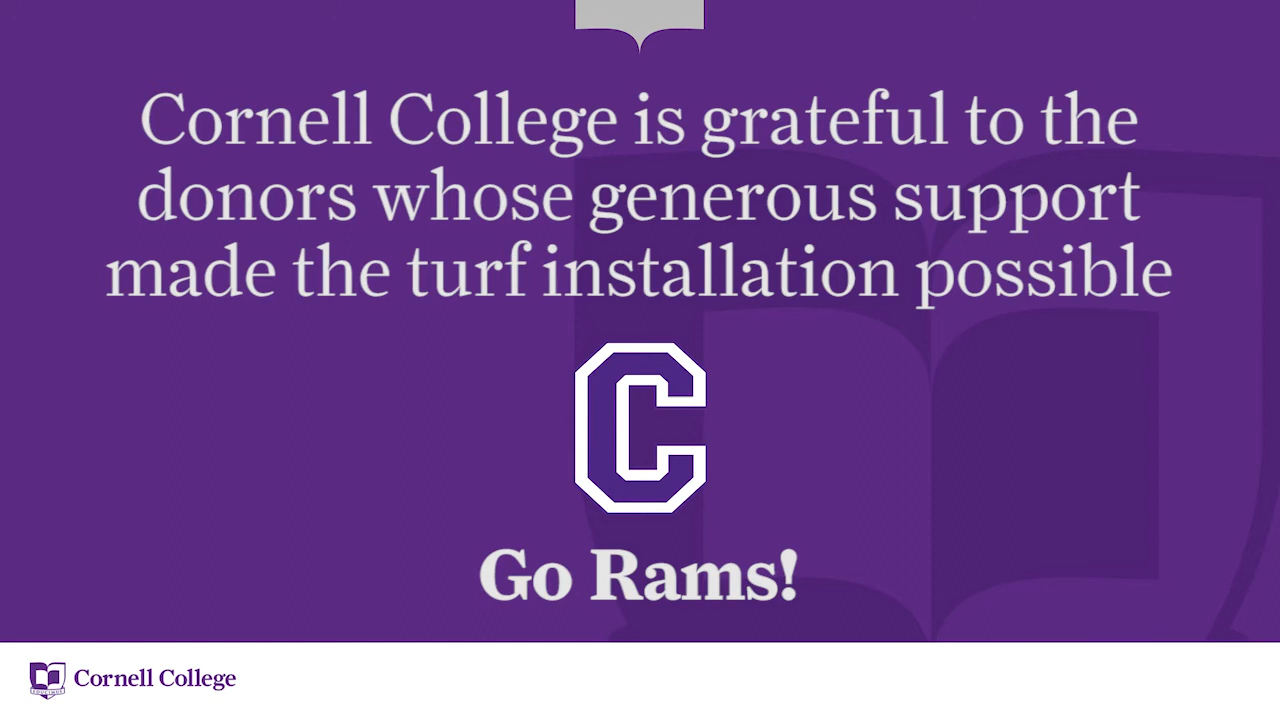 Cornell College is grateful to the
donors whose generous support
made the turf installation possible
C
Go Rams!
Cornell College